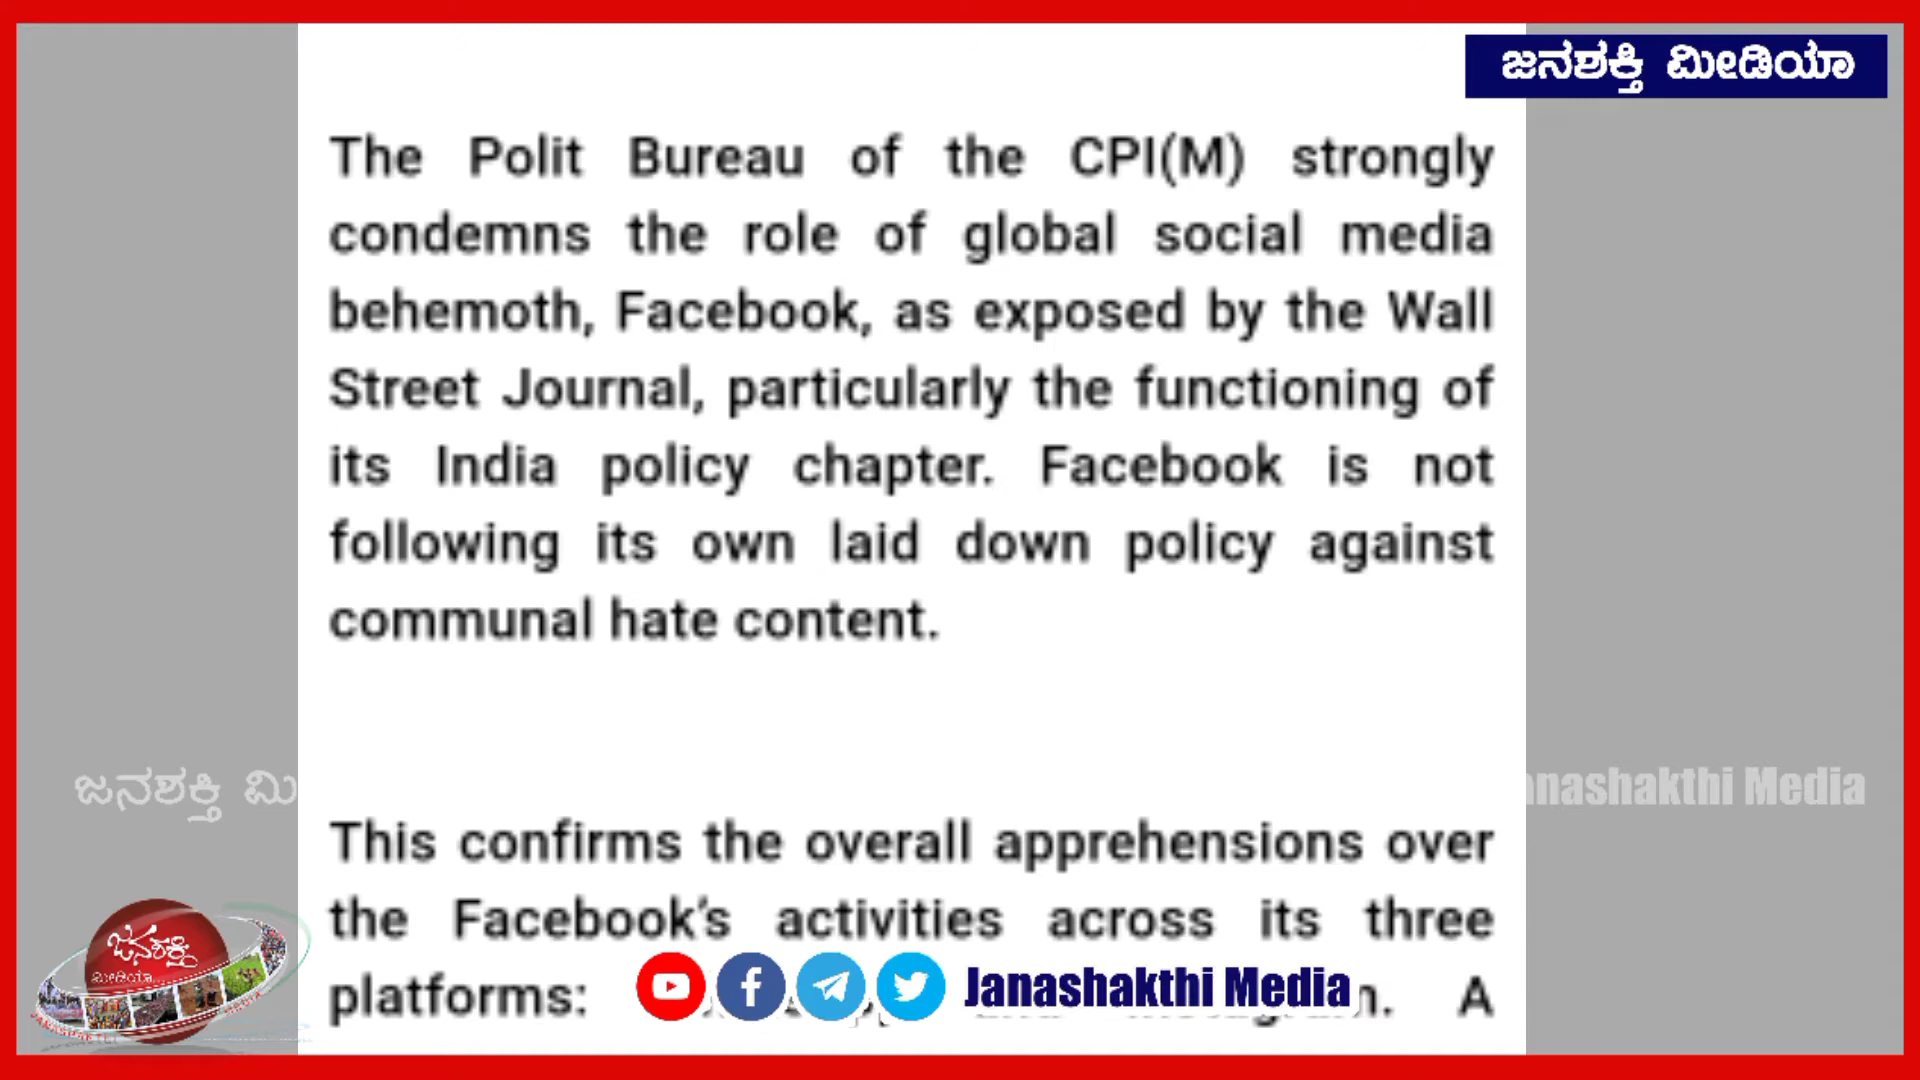 ಜನಶಕ್ತಿ ಮೀಡಿಯಾ
The Polit Bureau of the CPI(M) strongly
condemns the role of global social media
behemoth, Facebook, as exposed by the Wall
Street Journal, particularly the functioning of
its India policy chapter. Facebook is not
following its own laid down policy against
communal hate content.
ಜನಶಕ್ತಿ ಮಿ
anashakthi Media
This confirms the overall apprehensions over
the Facebook's activities across its three
platforms: A
ಜನಶಕ್ತಿ
ಮೀಡಿಯಾ
Janashakthi Media